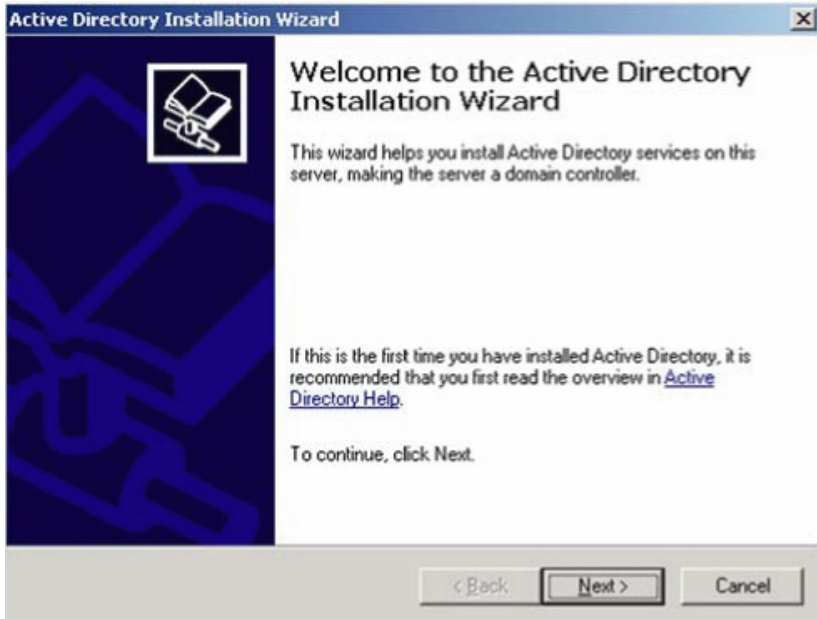 Active Directory Installation Wizard
Welcome to the Active Directory
Installation Wizard
This wizard helps you install Active Directory services on this
server, making the server a domain controller.
If this is the first time you have installed Active Directory, it is
recommended that you first read the overview in Active
Directory Help.
To continue, click Next.
< Back
Next >
Cancel